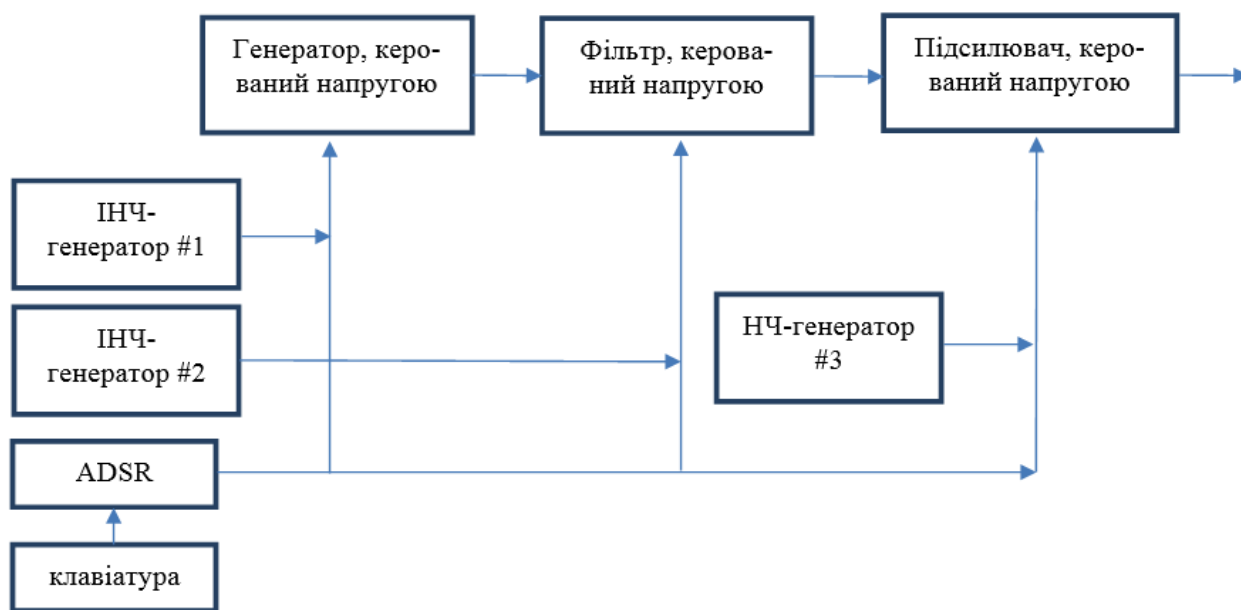 Генератор, керо-
ваний напругою
Фільтр, керова-
ний напругою
Підсилювач, керо-
ваний напругою
ІНЧ-
генератор #1
ІНЧ-
генератор #2
НЧ-генератор
#3
ADSR
клавіатура